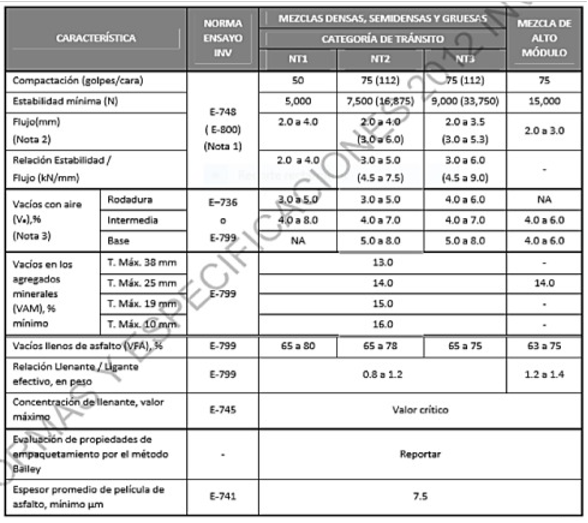 CARACTERÍSTICA NORMA ENSAYO INV MEZCLAS DENSAS, SEMIDENSAS Y GRUESAS MEZCLA DE ALTO MÓDULO
CATEGORÍA DE TRÁNSITO
NT1 NT2 NT3
Compactación (golpes/cara) E-748 ( E-800) (Nota 1) 50 75 (112) 75 (112) 75
Estabilidad mínima (N) 5,000 7,500 (16,875) 9,000 (33,750) 15,000
Flujo(mm) 2.0 a 4.0 2.0 a 4.0 2.0 a 3.5 2.0 a 3.0
(Nota 2) (3.0 a 6.0) (3.0 a 5.3)
Relación Estabilidad / 2.0 a 4.0 3.0 a 5.0 3.0 a 6.0 -
Flujo (kN/mm) (4.5 a 7.5) (4.5 a 9.0)
Vacíos con aire (Vₐ),% (Nota 3) Rodadura E–736 o E-799 3.0 a 5.0 3.0 a 5.0 4.0 a 6.0 NA
Intermedia 4.0 a 8.0 4.0 a 7.0 4.0 a 7.0 4.0 a 6.0
Base NA 5.0 a 8.0 5.0 a 8.0 4.0 a 6.0
Vacíos en los agregados minerales (VAM), % mínimo T. Máx. 38 mm E-799 13.0 -
T. Máx. 25 mm 14.0 14.0
T. Máx. 19 mm 15.0 -
T. Máx. 10 mm 16.0 -
Vacíos llenos de asfalto (VFA), % E-799 65 a 80 65 a 78 65 a 75 63 a 75
Relación Llenante / Ligante efectivo, en peso E-799 0.8 a 1.2 1.2 a 1.4
Concentración de llenante, valor máximo E-745 Valor crítico
Evaluación de propiedades de empaquetamiento por el método Bailey - Reportar
Espesor promedio de película de asfalto, mínimo µm E-741 7.5
ORMAS Y ESPECIFICACIONES 2012 INV